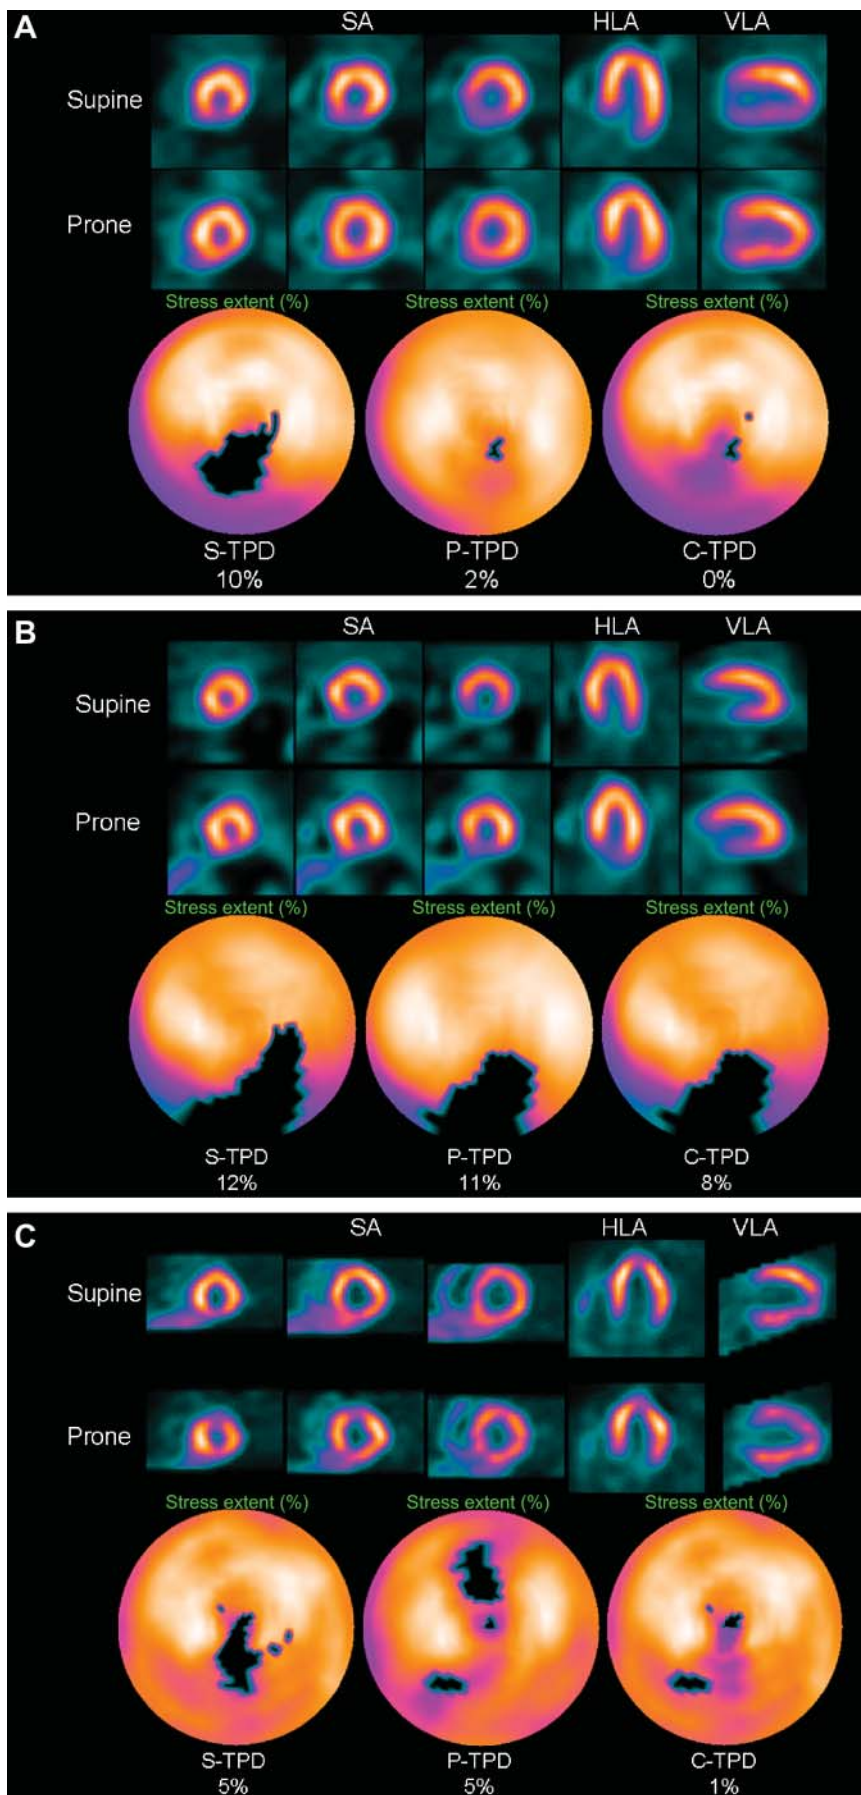 A SA HLA VLA
Supine
Prone
Stress extent (%) Stress extent (%) Stress extent (%)
S-TPD P-TPD C-TPD
10% 2% 0%
B SA HLA VLA
Supine
Prone
Stress extent (%) Stress extent (%) Stress extent (%)
S-TPD P-TPD C-TPD
12% 11% 8%
C SA HLA VLA
Supine
Prone
Stress extent (%) Stress extent (%) Stress extent (%)
S-TPD P-TPD C-TPD
5% 5% 1%